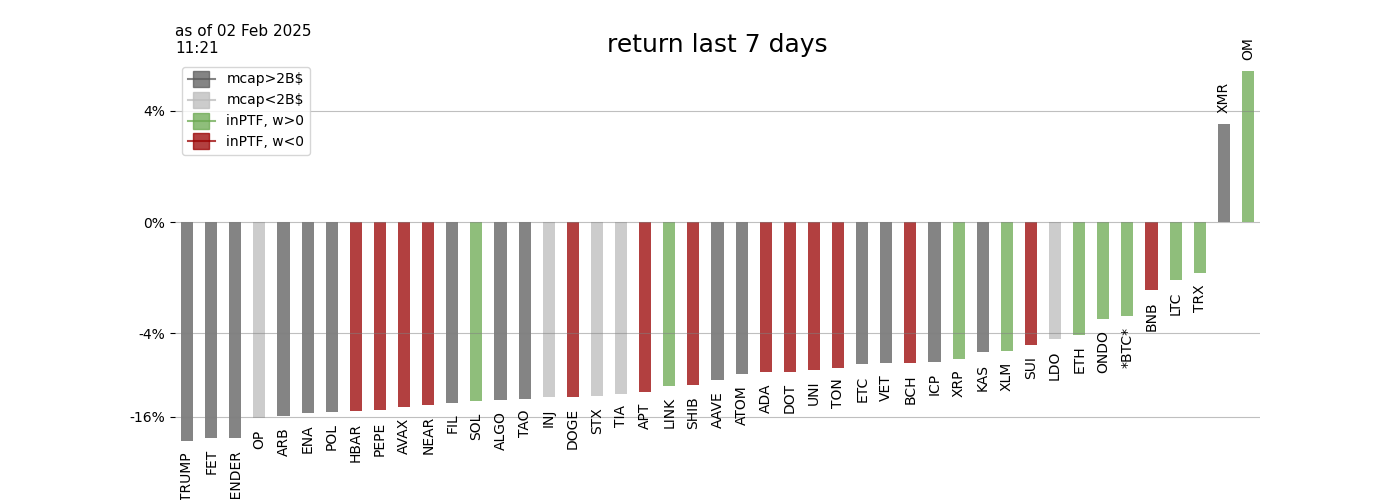 as of 02 Feb 2025
11:21
return last 7 days
mcap>2B$
mcap<2B$
inPTF, w>0
inPTF, w<0
4%
0%
-4%
-16%
TRUMP
FET
ENDER
OP
ARB
ENA
POL
HBAR
PEPE
AVAX
NEAR
FIL
SOL
ALGO
TAO
INJ
DOGE
STX
TIA
APT
LINK
SHIB
AAVE
ATOM
ADA
DOT
UNI
TON
ETC
VET
BCH
ICP
XRP
KAS
XLM
SUI
LDO
ETH
ONDO
*BTC*
BNB
LTC
TRX
XMR
OM